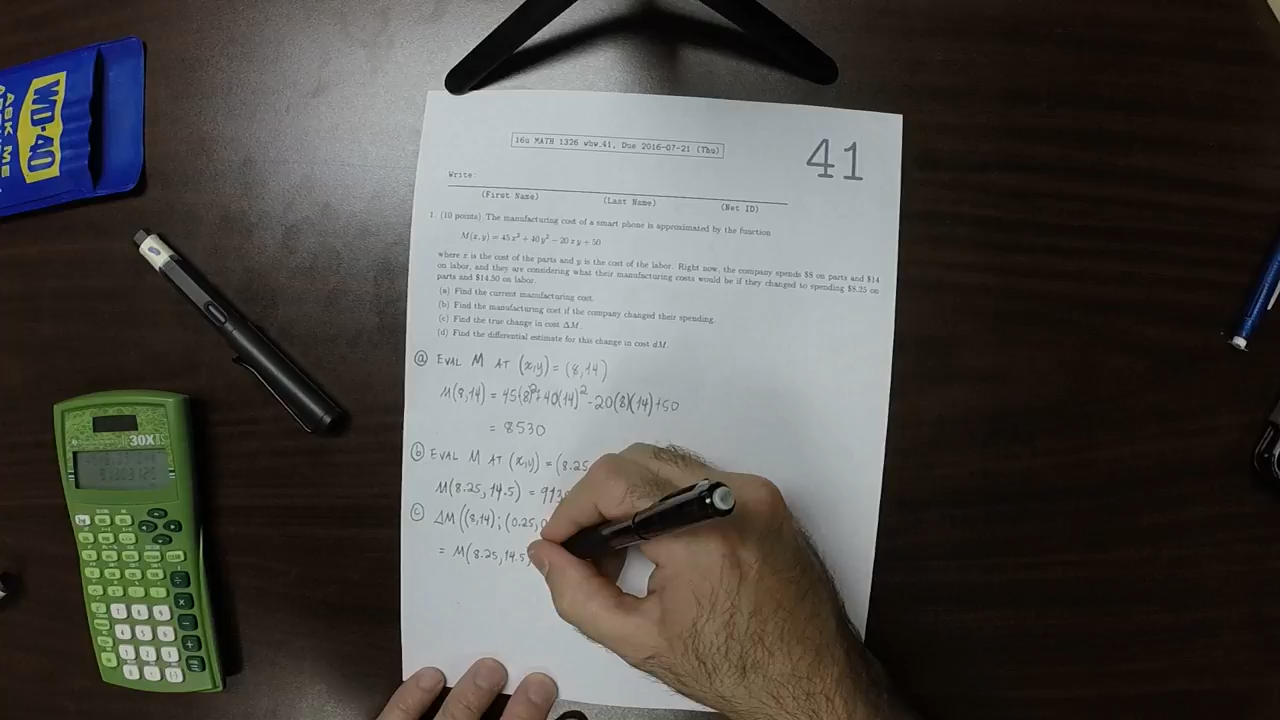 WD-40
ASK ME
16u MATH 1326 wbw.41, Due 2016-07-21 (Thu)
41
Write:
(First Name) (Last Name) (Net ID)
1. (10 points) The manufacturing cost of a smart phone is approximated by the function
M(x, y) = 45 x² + 40 y² − 20 x y + 50
where x is the cost of the parts and y is the cost of the labor. Right now, the company spends $8 on parts and $14
on labor, and they are considering what their manufacturing costs would be if they changed to spending $8.25 on
parts and $14.50 on labor.
(a) Find the current manufacturing cost.
(b) Find the manufacturing cost if the company changed their spending.
(c) Find the true change in cost ΔM.
(d) Find the differential estimate for this change in cost dM.
ⓐ EVAL M AT (x,y) = (8,14)
M(8,14) = 45(8)²+40(14)²-20(8)(14)+50
= 8530
ⓑ EVAL M AT (x,y) = (8.25
M(8.25, 14.5) = 913
ⓒ ΔM((8,14); (0.25,
= M(8.25, 14.5)
30X IIS